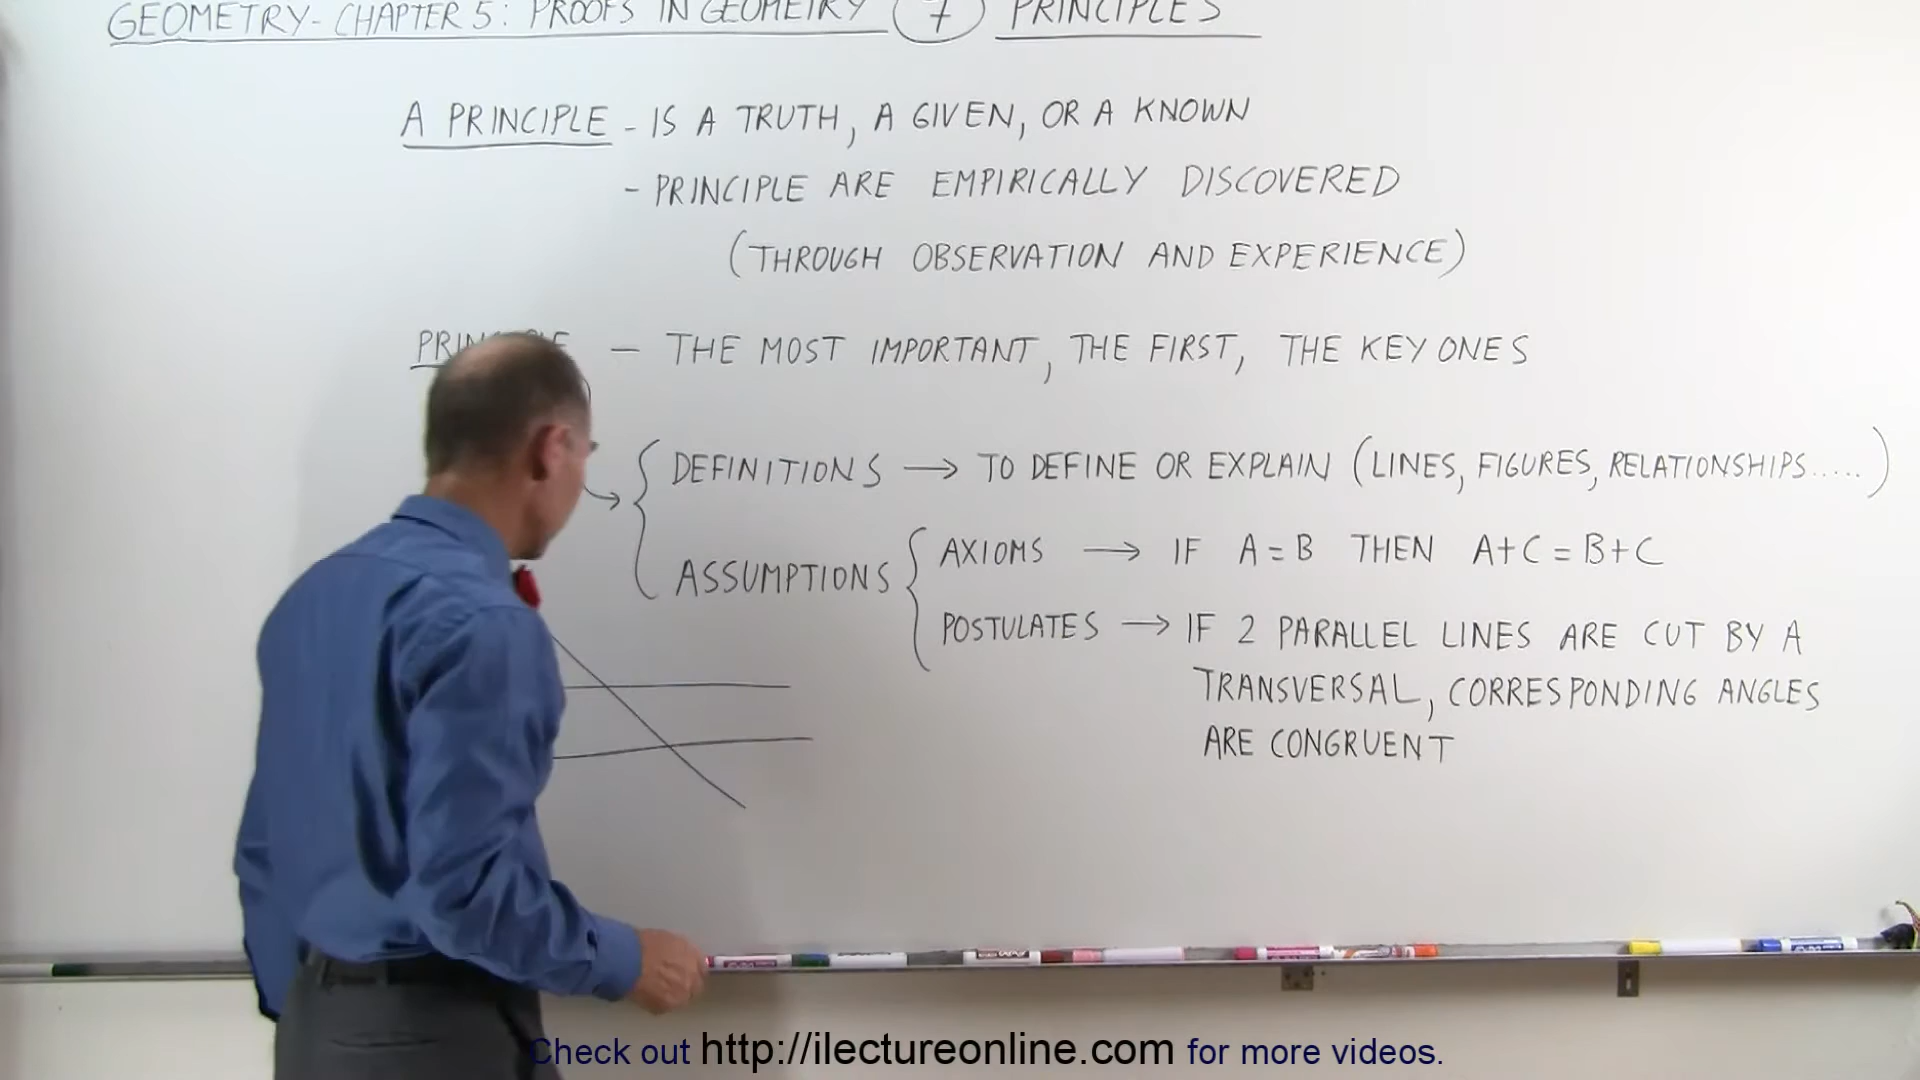 GEOMETRY - CHAPTER 5: PROOFS IN GEOMETRY 7 PRINCIPLES
A PRINCIPLE - IS A TRUTH, A GIVEN, OR A KNOWN
- PRINCIPLE ARE EMPIRICALLY DISCOVERED
(THROUGH OBSERVATION AND EXPERIENCE)
— THE MOST IMPORTANT, THE FIRST, THE KEY ONES
DEFINITIONS → TO DEFINE OR EXPLAIN (LINES, FIGURES, RELATIONSHIPS.....)
ASSUMPTIONS
AXIOMS → IF A = B THEN A+C = B+C
POSTULATES → IF 2 PARALLEL LINES ARE CUT BY A
TRANSVERSAL, CORRESPONDING ANGLES
ARE CONGRUENT
Check out http://ilectureonline.com for more videos.